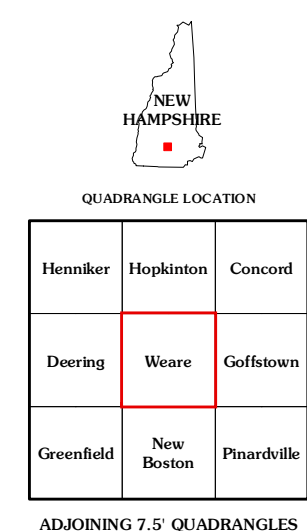 NEW
HAMPSHIRE
QUADRANGLE LOCATION
Henniker Hopkinton Concord
Deering Weare Goffstown
Greenfield New Boston Pinardville
ADJOINING 7.5' QUADRANGLES